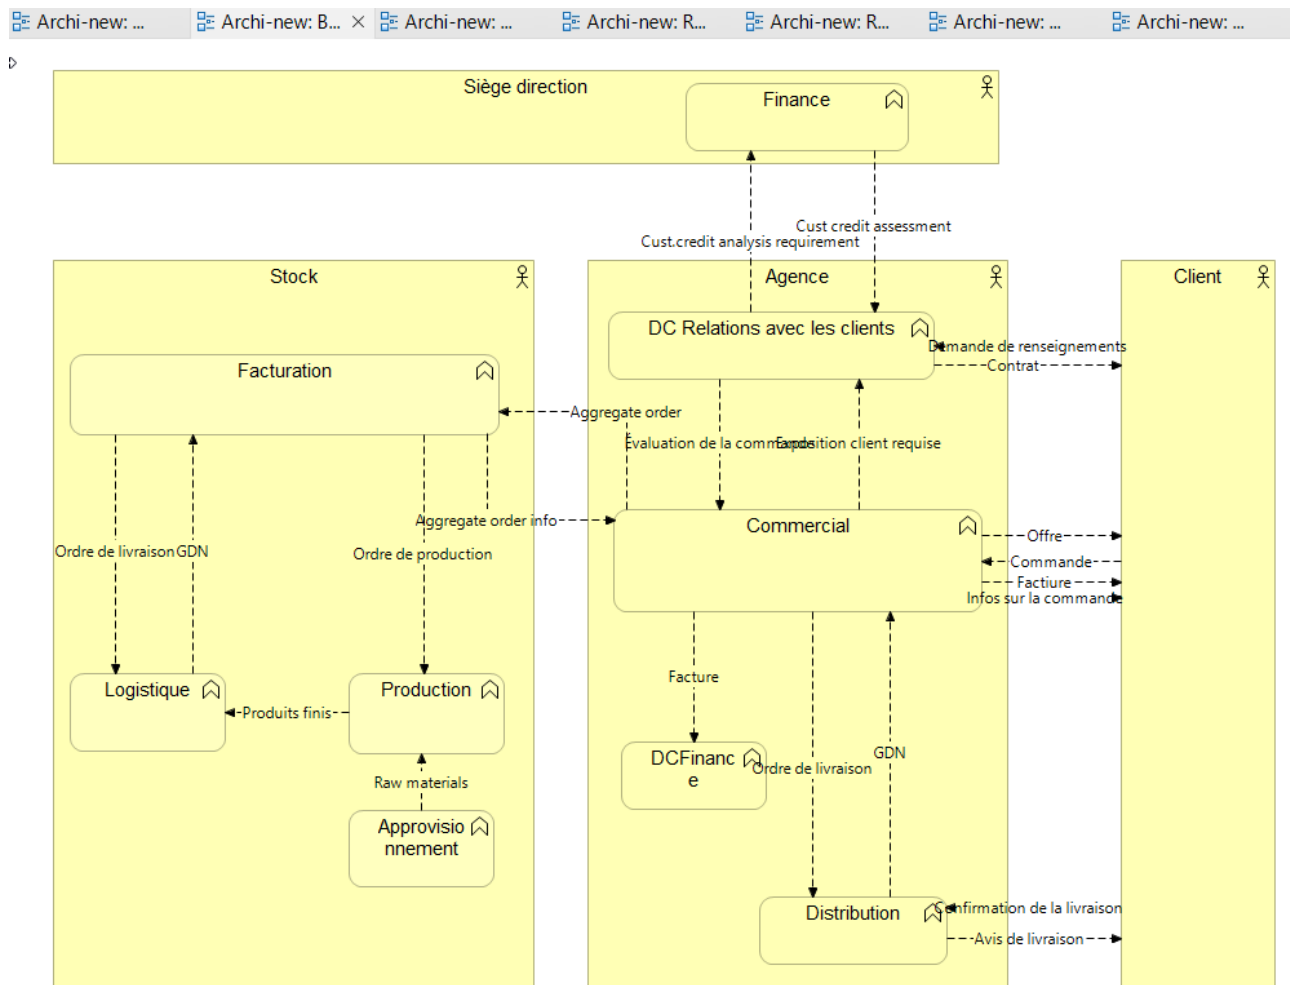 Archi-new: ...
Archi-new: B...
Archi-new: ...
Archi-new: R...
Archi-new: R...
Archi-new: ...
Archi-new: ...
Siège direction
Finance
Cust credit assessment
Cust.credit analysis requirement
Stock
Agence
Client
DC Relations avec les clients
Demande de renseignements
Contrat
Facturation
Aggregate order
Evaluation de la commande
Exposition client requise
Aggregate order info
Commercial
Offre
Commande
Factiure
Infos sur la commande
Ordre de livraison
GDN
Ordre de production
Facture
Logistique
Production
Produits finis
DCFinanc
e
Ordre de livraison
GDN
Raw materials
Approvisio
nnement
Distribution
Confirmation de la livraison
Avis de livraison